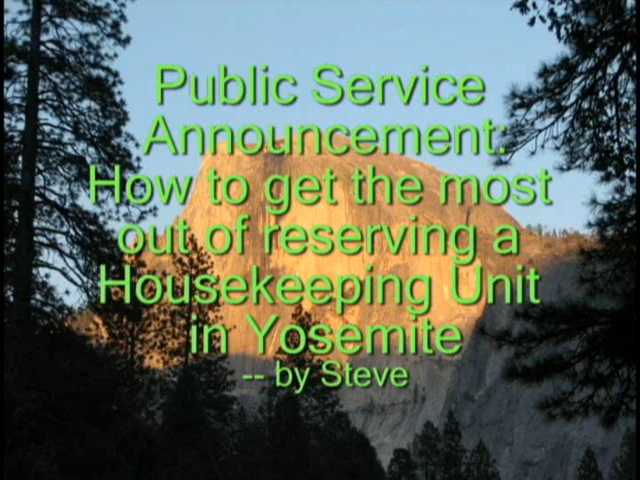 Public Service
Announcement:
How to get the most
out of reserving a
Housekeeping Unit
in Yosemite
-- by Steve